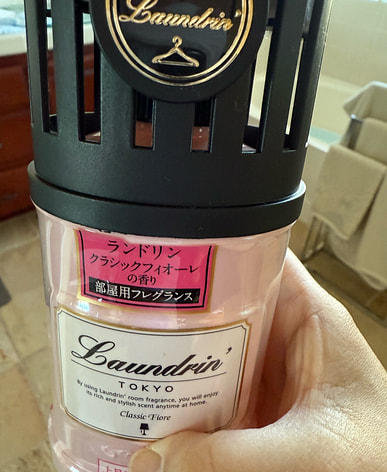 Laundrin'
ランドリン
クラシックフィオーレ
の香り
部屋用フレグランス
Laundrin'
TOKYO
By using Laundrin' room fragrance, you will enjoy
its rich and stylish scent anytime at home.
Classic Fiore